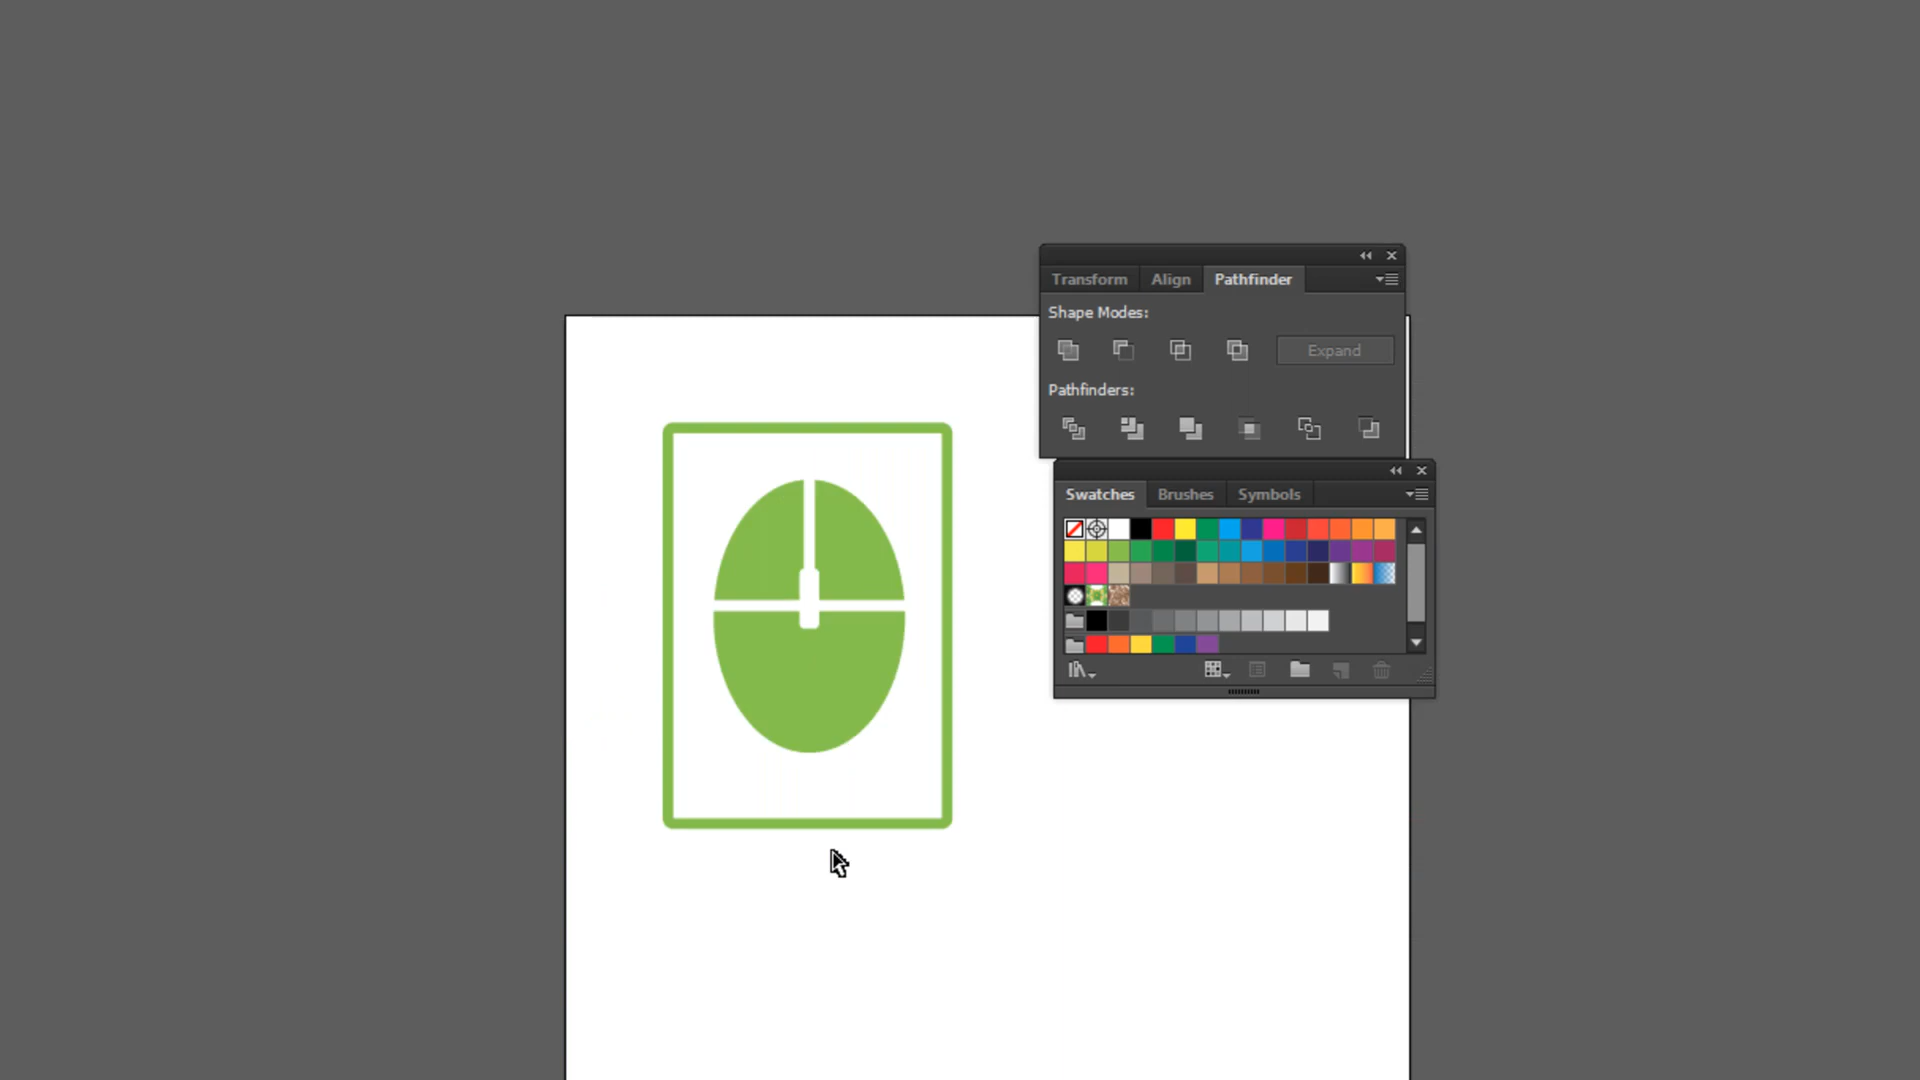 Transform Align Pathfinder
Shape Modes:
Expand
Pathfinders:
Swatches Brushes Symbols